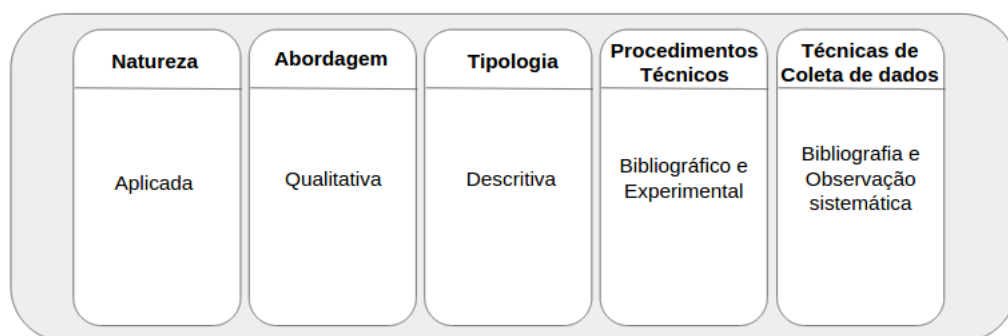 Natureza
Aplicada
Abordagem
Qualitativa
Tipologia
Descritiva
Procedimentos
Técnicos
Bibliográfico e
Experimental
Técnicas de
Coleta de dados
Bibliografia e
Observação
sistemática